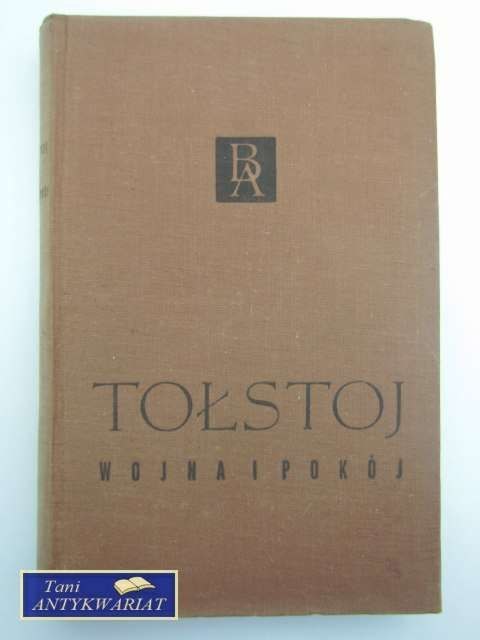 BA
TOŁSTOJ
WOJNA I POKÓJ
Tani
ANTYKWARIAT